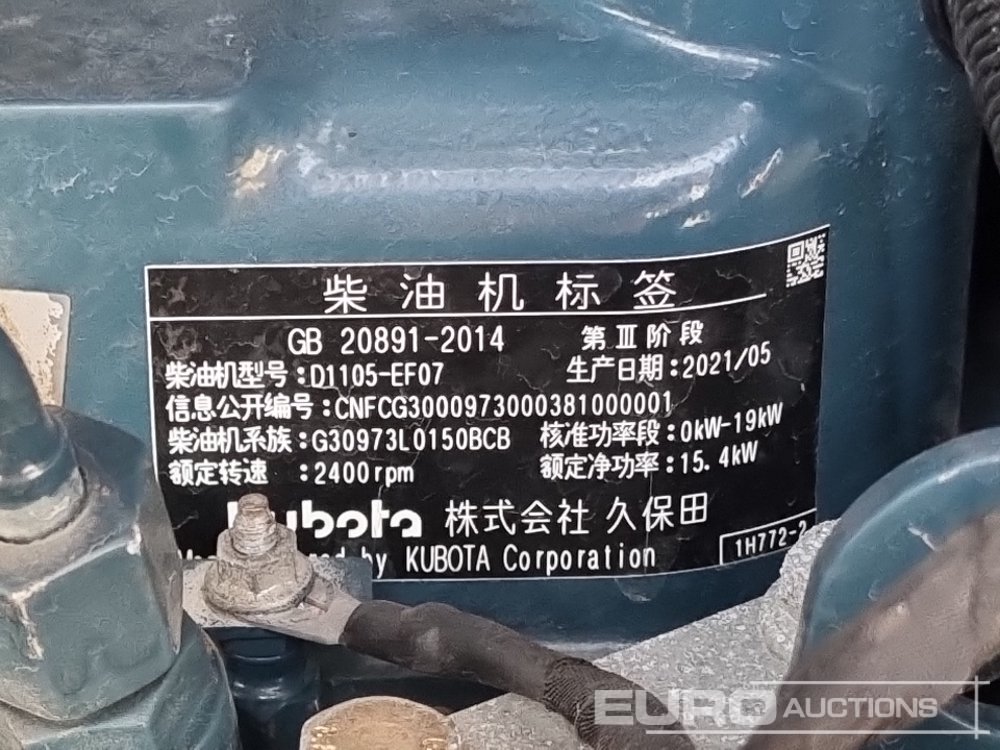 柴油机标签
GB 20891-2014 第Ⅲ阶段
柴油机型号:D1105-EF07 生产日期:2021/05
信息公开编号:CNFCG3000973000381000001
柴油机系族:G30973L0150BCB 核准功率段:0kW-19kW
额定转速:2400rpm 额定净功率:15.4kW
Kubota 株式会社 久保田
by KUBOTA Corporation
1H772-2
EURO AUCTIONS